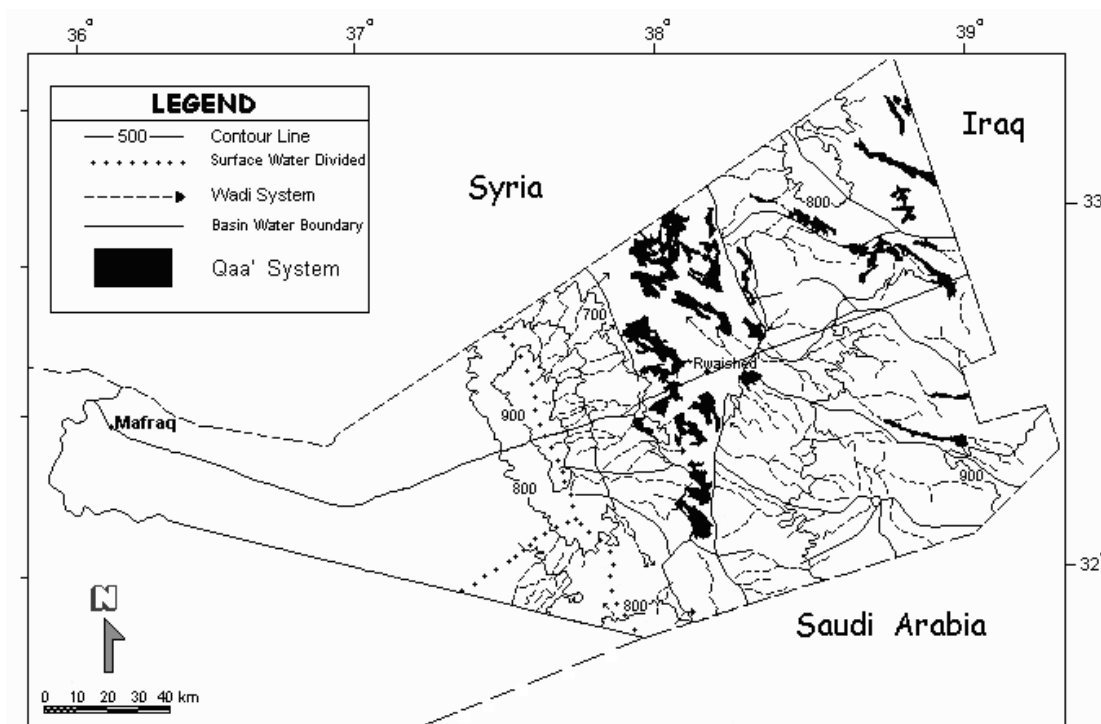 36°
37°
38°
39°
LEGEND
500 Contour Line
Surface Water Divided
Wadi System
Basin Water Boundary
Qaa' System
Syria
Iraq
33
800
700
Rwaished
900
Mafraq
800
900
32°
800
Saudi Arabia
N
0 10 20 30 40 km